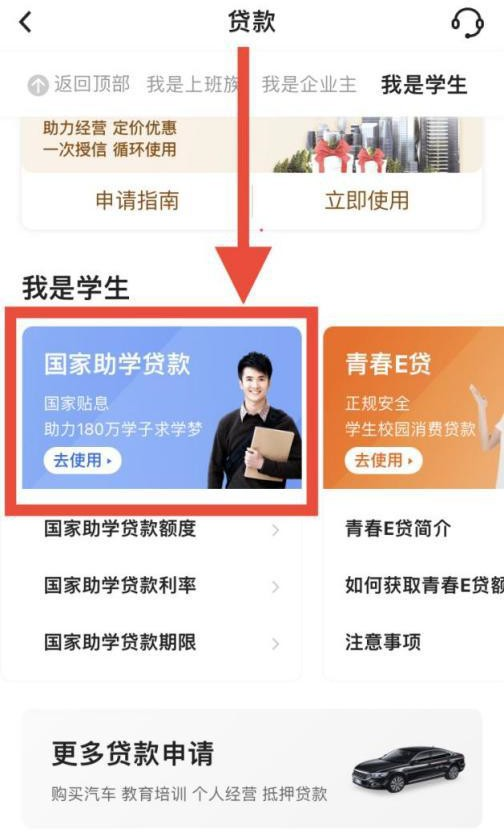 贷款
返回顶部 我是上班族 我是企业主 我是学生
助力经营 定价优惠
一次授信 循环使用
申请指南 立即使用
我是学生
国家助学贷款
国家贴息
助力180万学子求学梦
去使用
国家助学贷款额度
国家助学贷款利率
国家助学贷款期限
青春E贷
正规安全
学生校园消费贷款
去使用
青春E贷简介
如何获取青春E贷额
注意事项
更多贷款申请
购买汽车 教育培训 个人经营 抵押贷款